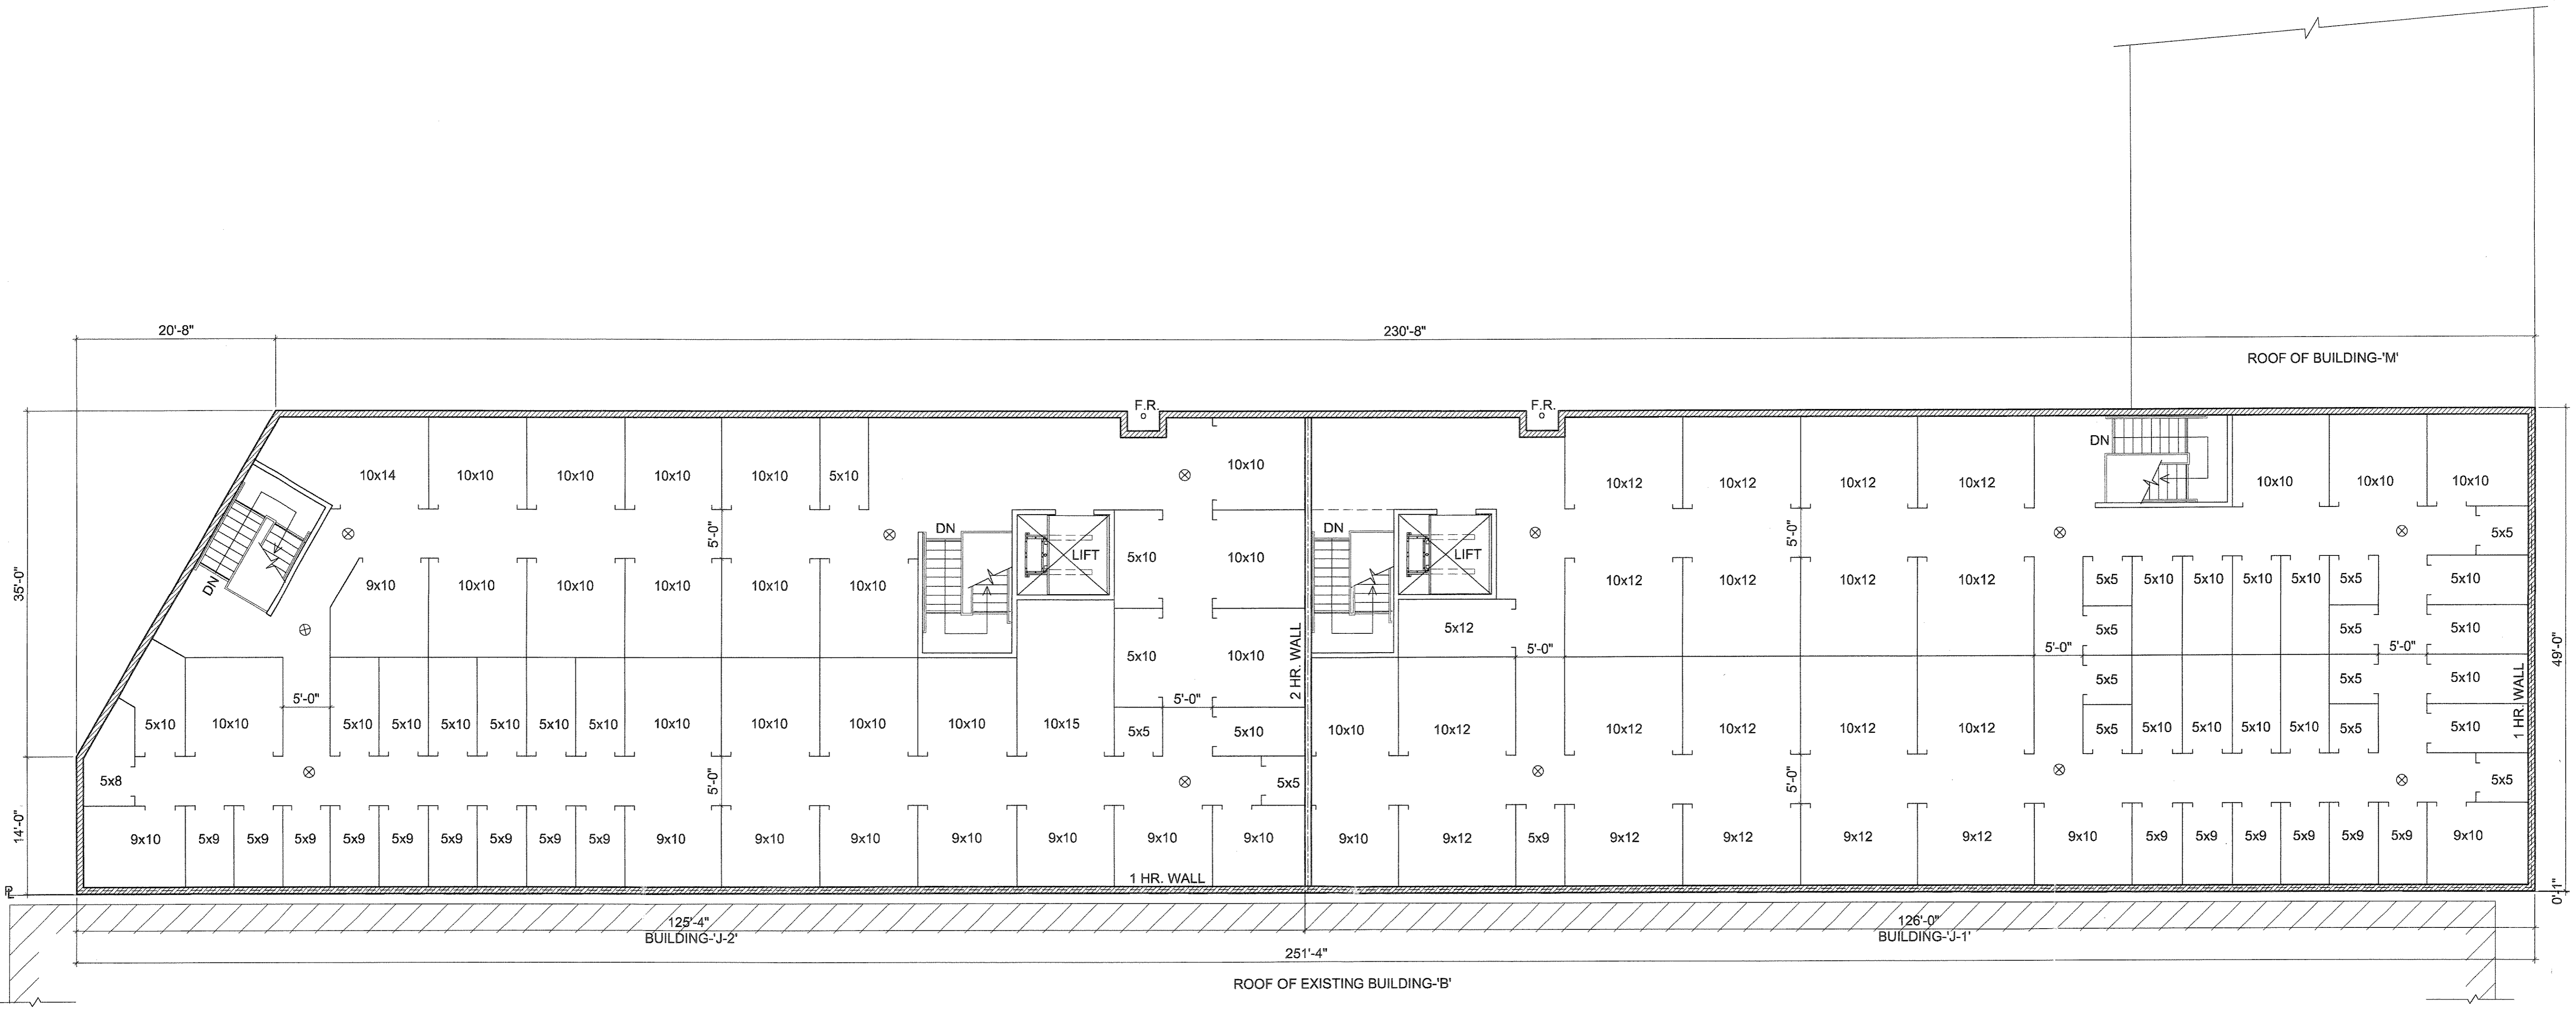 20'-8"
230'-8"
ROOF OF BUILDING-'M'
F.R.
F.R.
DN
10x10
10x14
10x10
10x10
10x10
10x10
5x10
10x12
10x12
10x12
10x12
10x10
10x10
10x10
DN
DN
5'-0"
5'-0"
5x5
LIFT
LIFT
5x10
10x10
9x10
10x10
10x10
10x10
10x10
10x10
10x12
10x12
10x12
10x12
5x5
5x10
5x10
5x10
5x10
5x5
5x10
DN
35'-0"
5x12
5x5
5x5
5x10
49'-0"
5x10
10x10
2 HR. WALL
5'-0"
5'-0"
5'-0"
5x5
5x5
5x10
1 HR. WALL
5'-0"
5'-0"
5x10
10x10
5x10
5x10
5x10
5x10
5x10
5x10
10x10
10x10
10x10
10x10
10x15
5x5
5x10
10x10
10x12
10x12
10x12
10x12
10x12
5x5
5x10
5x10
5x10
5x10
5x5
5x10
5x8
5'-0"
5x5
5'-0"
5x5
14'-0"
9x10
5x9
5x9
5x9
5x9
5x9
5x9
5x9
5x9
9x10
9x10
9x10
9x10
9x10
9x10
9x10
9x10
9x12
5x9
9x12
9x12
9x12
9x12
9x10
5x9
5x9
5x9
5x9
5x9
5x9
9x10
1 HR. WALL
PL
0'-1"
125'-4"
BUILDING-'J-2'
126'-0"
BUILDING-'J-1'
251'-4"
ROOF OF EXISTING BUILDING-'B'